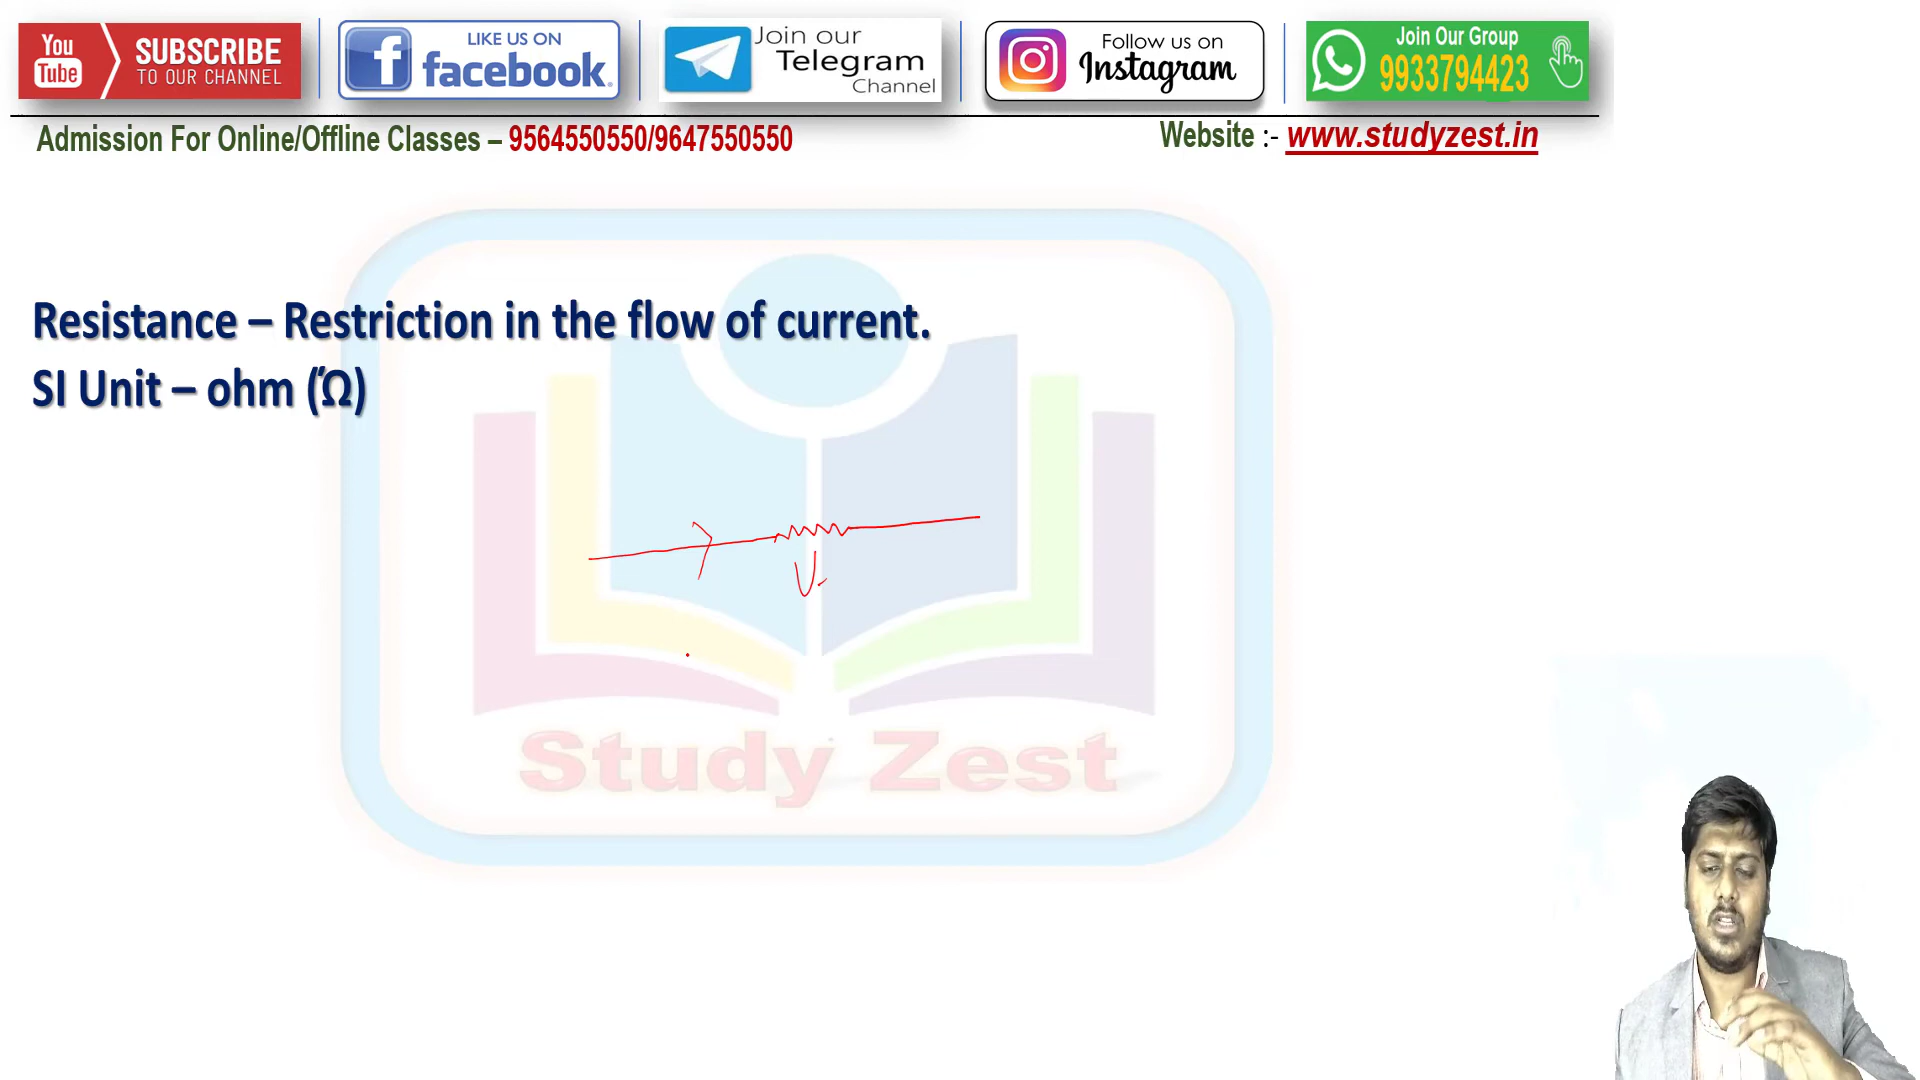 You Tube SUBSCRIBE TO OUR CHANNEL
LIKE US ON facebook.
Join our Telegram Channel
Follow us on Instagram
Join Our Group 9933794423
Admission For Online/Offline Classes – 9564550550/9647550550
Website :- www.studyzest.in
Resistance – Restriction in the flow of current.
SI Unit – ohm (Ώ)
V
Study Zest